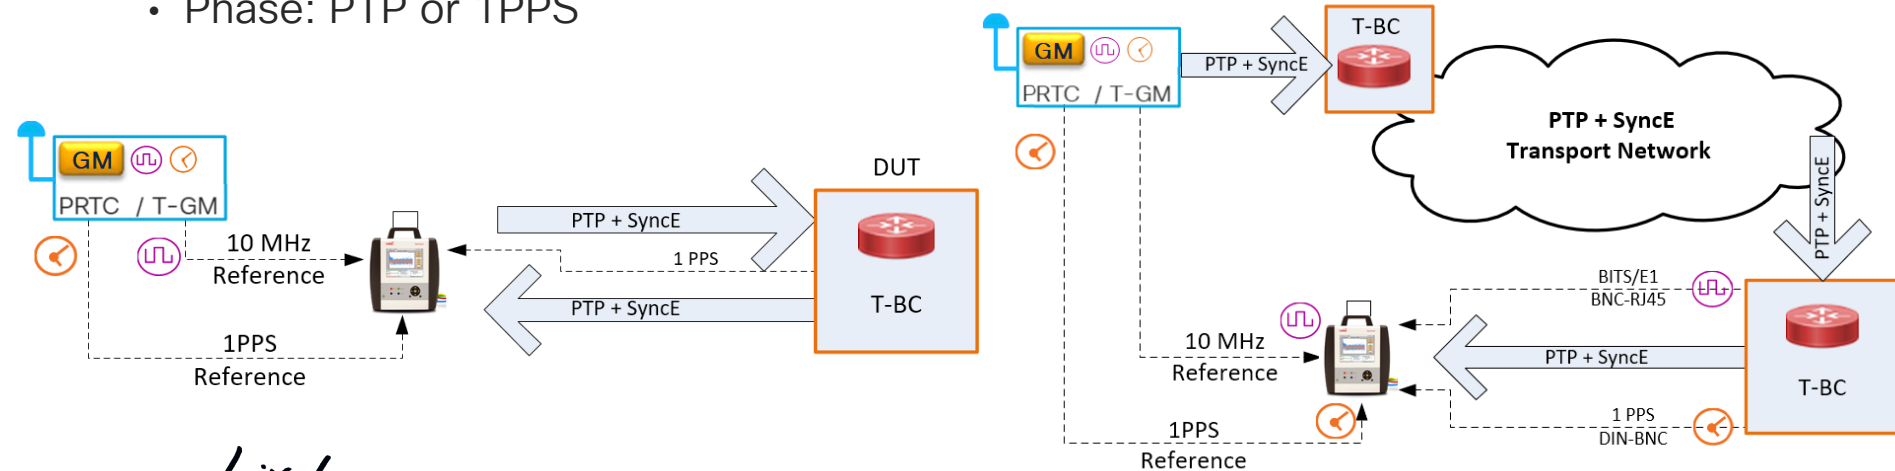 • Phase: PTP or 1PPS
GM
PRTC / T-GM
10 MHz
Reference
1PPS
Reference
PTP + SyncE
1 PPS
PTP + SyncE
DUT
T-BC
GM
PRTC / T-GM
PTP + SyncE
T-BC
PTP + SyncE
Transport Network
PTP + SyncE
BITS/E1
BNC-RJ45
10 MHz
Reference
PTP + SyncE
T-BC
1 PPS
DIN-BNC
1PPS
Reference